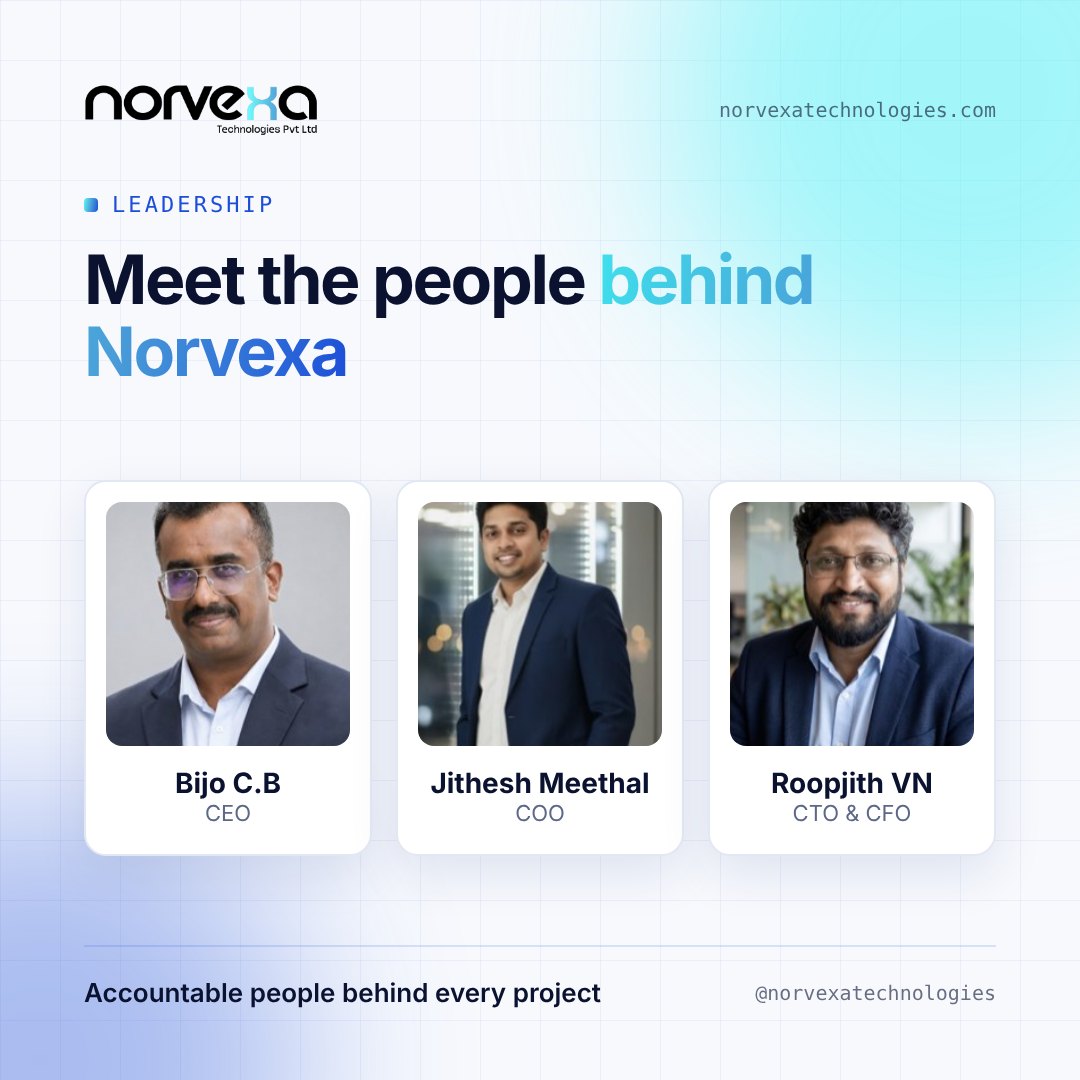 norvexa
Technologies Pvt Ltd
norvexatechnologies.com
LEADERSHIP
Meet the people behind
Norvexa
Bijo C.B
CEO
Jithesh Meethal
COO
Roopjith VN
CTO & CFO
Accountable people behind every project
@norvexatechnologies